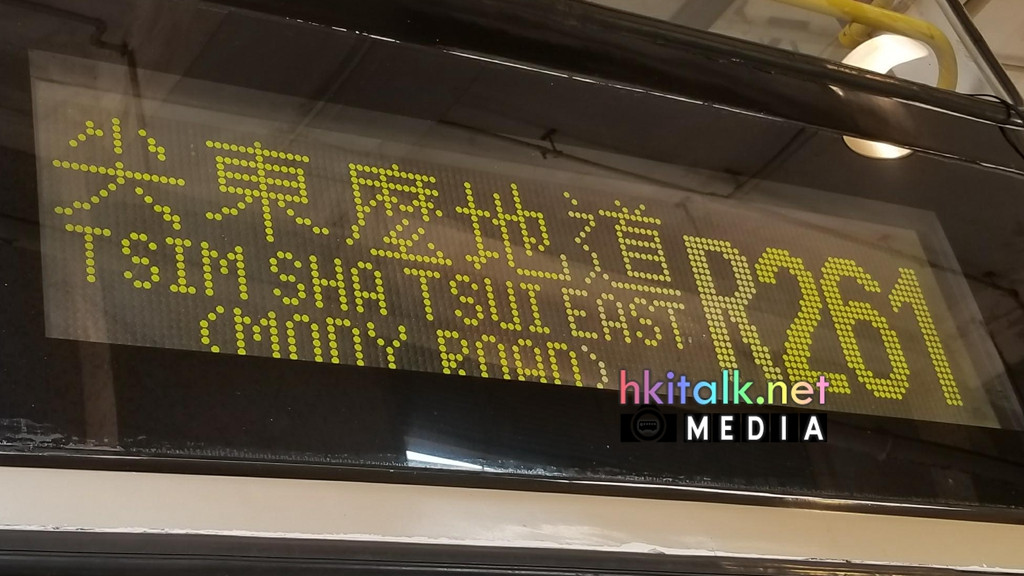 尖東麼地道
TSIM SHA TSUI EAST
(MODY ROAD)
R261
hkitalk.net
MEDIA